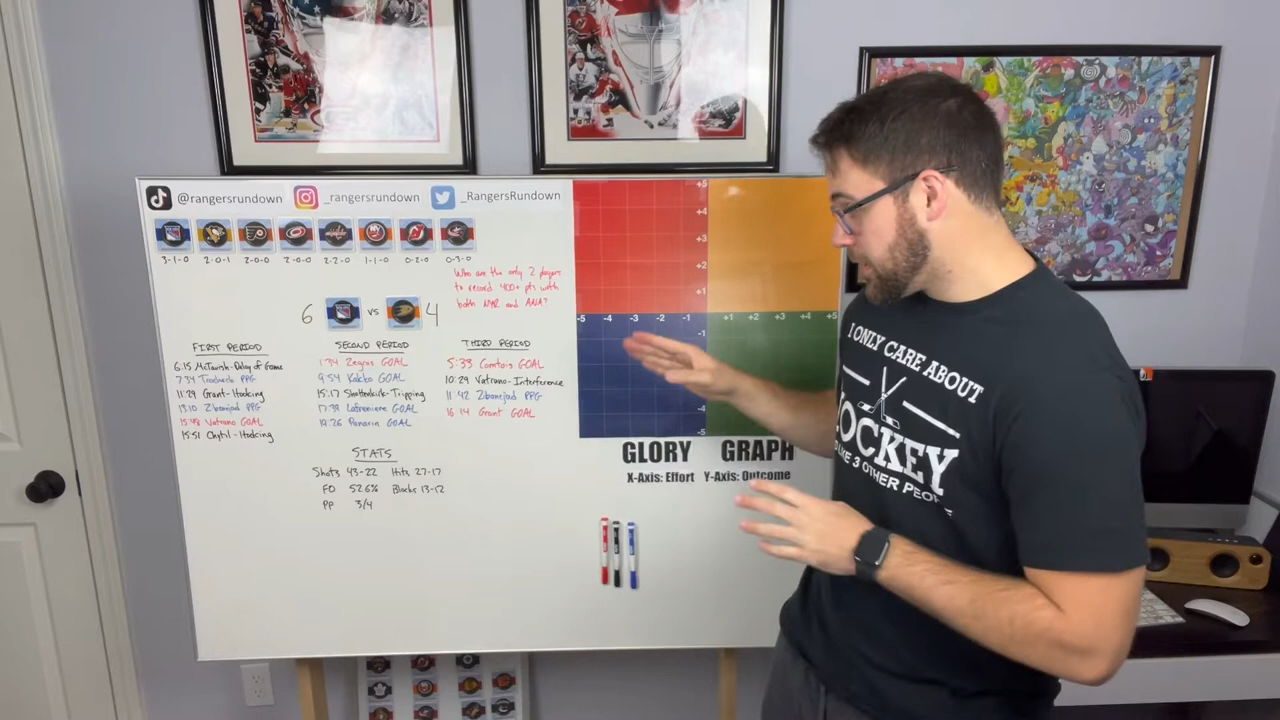 @rangersrundown _rangersrundown _RangersRundown
3-1-0 2-0-1 2-0-0 2-0-0 2-2-0 1-1-0 0-2-0 0-3-0
Who are the only 2 players
to record 400+ pts with
both NYR and ANA?
6 vs 4
FIRST PERIOD
6:15 McTavish-Delay of Game
7:34 Trocheck PPG
11:29 Grant-Hooking
13:10 Zibanejad PPG
15:48 Vatrano GOAL
15:51 Chytil-Hooking
SECOND PERIOD
1:34 Zegras GOAL
9:54 Kakko GOAL
15:17 Shattenkirk-Tripping
17:39 Lafreniere GOAL
19:26 Panarin GOAL
THIRD PERIOD
5:33 Comtois GOAL
10:29 Vatrano-Interference
11:42 Zibanejad PPG
16:14 Grant GOAL
STATS
Shots 43-22 Hits 27-17
FO 52.6% Blocks 13-12
PP 3/4
+5
+4
+3
+2
+1
-5 -4 -3 -2 -1 +1 +2 +3 +4 +5
-1
-4
-5
GLORY GRAPH
X-Axis: Effort Y-Axis: Outcome
I ONLY CARE ABOUT
HOCKEY
LIKE 3 OTHER PEOPLE